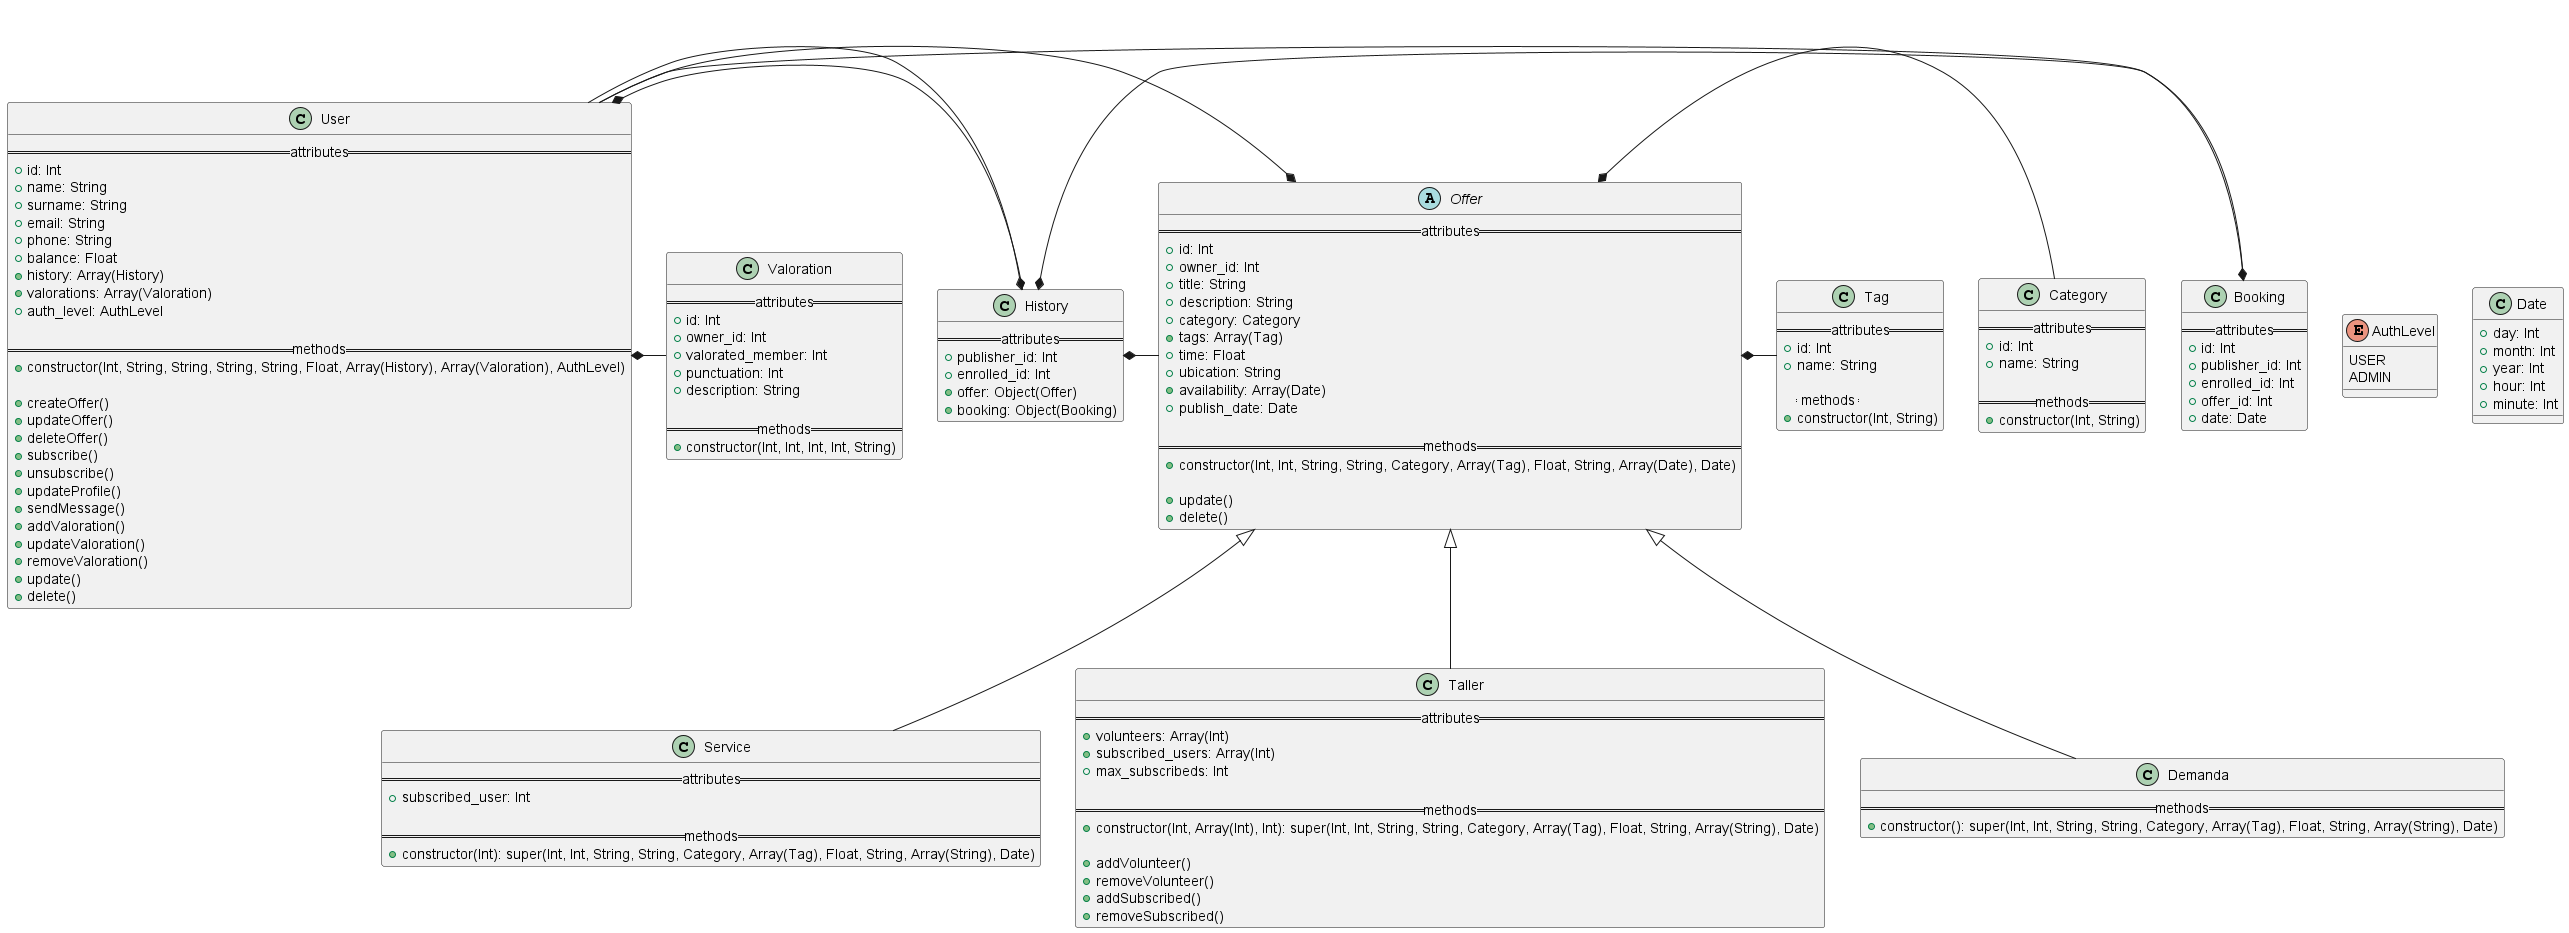 C User
attributes
id: Int
name: String
surname: String
email: String
phone: String
balance: Float
history: Array(History)
valorations: Array(Valoration)
auth_level: AuthLevel
methods
constructor(Int, String, String, String, String, Float, Array(History), Array(Valoration), AuthLevel)
createOffer()
updateOffer()
deleteOffer()
subscribe()
unsubscribe()
updateProfile()
sendMessage()
addValoration()
updateValoration()
removeValoration()
update()
delete()
C Valoration
attributes
id: Int
owner_id: Int
valorated_member: Int
punctuation: Int
description: String
methods
constructor(Int, Int, Int, Int, String)
C History
attributes
publisher_id: Int
enrolled_id: Int
offer: Object(Offer)
booking: Object(Booking)
A Offer
attributes
id: Int
owner_id: Int
title: String
description: String
category: Category
tags: Array(Tag)
time: Float
ubication: String
availability: Array(Date)
publish_date: Date
methods
constructor(Int, Int, String, String, Category, Array(Tag), Float, String, Array(Date), Date)
update()
delete()
C Tag
attributes
id: Int
name: String
methods
constructor(Int, String)
C Category
attributes
id: Int
name: String
methods
constructor(Int, String)
C Booking
attributes
id: Int
publisher_id: Int
enrolled_id: Int
offer_id: Int
date: Date
E AuthLevel
USER
ADMIN
C Date
day: Int
month: Int
year: Int
hour: Int
minute: Int
C Service
attributes
subscribed_user: Int
methods
constructor(Int): super(Int, Int, String, String, Category, Array(Tag), Float, String, Array(String), Date)
C Taller
attributes
volunteers: Array(Int)
subscribed_users: Array(Int)
max_subscribeds: Int
methods
constructor(Int, Array(Int), Int): super(Int, Int, String, String, Category, Array(Tag), Float, String, Array(String), Date)
addVolunteer()
removeVolunteer()
addSubscribed()
removeSubscribed()
C Demanda
methods
constructor(): super(Int, Int, String, String, Category, Array(Tag), Float, String, Array(String), Date)